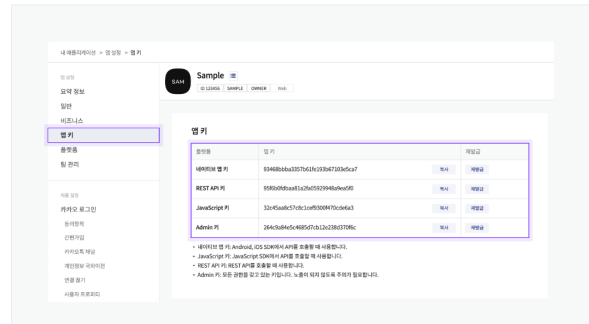 내 애플리케이션 > 앱 설정 > 앱 키
앱 설정
요약 정보
일반
비즈니스
앱 키
플랫폼
팀 관리
제품 설정
카카오 로그인
동의항목
간편가입
카카오톡 채널
개인정보 국외이전
연결 끊기
사용자 프로퍼티
SAM
Sample
ID 123456 SAMPLE OWNER Web
앱 키
플랫폼 앱 키 재발급
네이티브 앱 키 93468bbba3357b61fe193b67103e5ca7 복사 재발급
REST API 키 95f6b0fdbaa81a2fa05929948a9ea5f0 복사 재발급
JavaScript 키 32c45aa8c57c8c1cef9300f470cde6a3 복사 재발급
Admin 키 264c9a84e5c4685d7cb12e238d370f6c 복사 재발급
• 네이티브 앱 키: Android, iOS SDK에서 API를 호출할 때 사용합니다.
• JavaScript 키: JavaScript SDK에서 API를 호출할 때 사용합니다.
• REST API 키: REST API를 호출할 때 사용합니다.
• Admin 키: 모든 권한을 갖고 있는 키입니다. 노출이 되지 않도록 주의가 필요합니다.